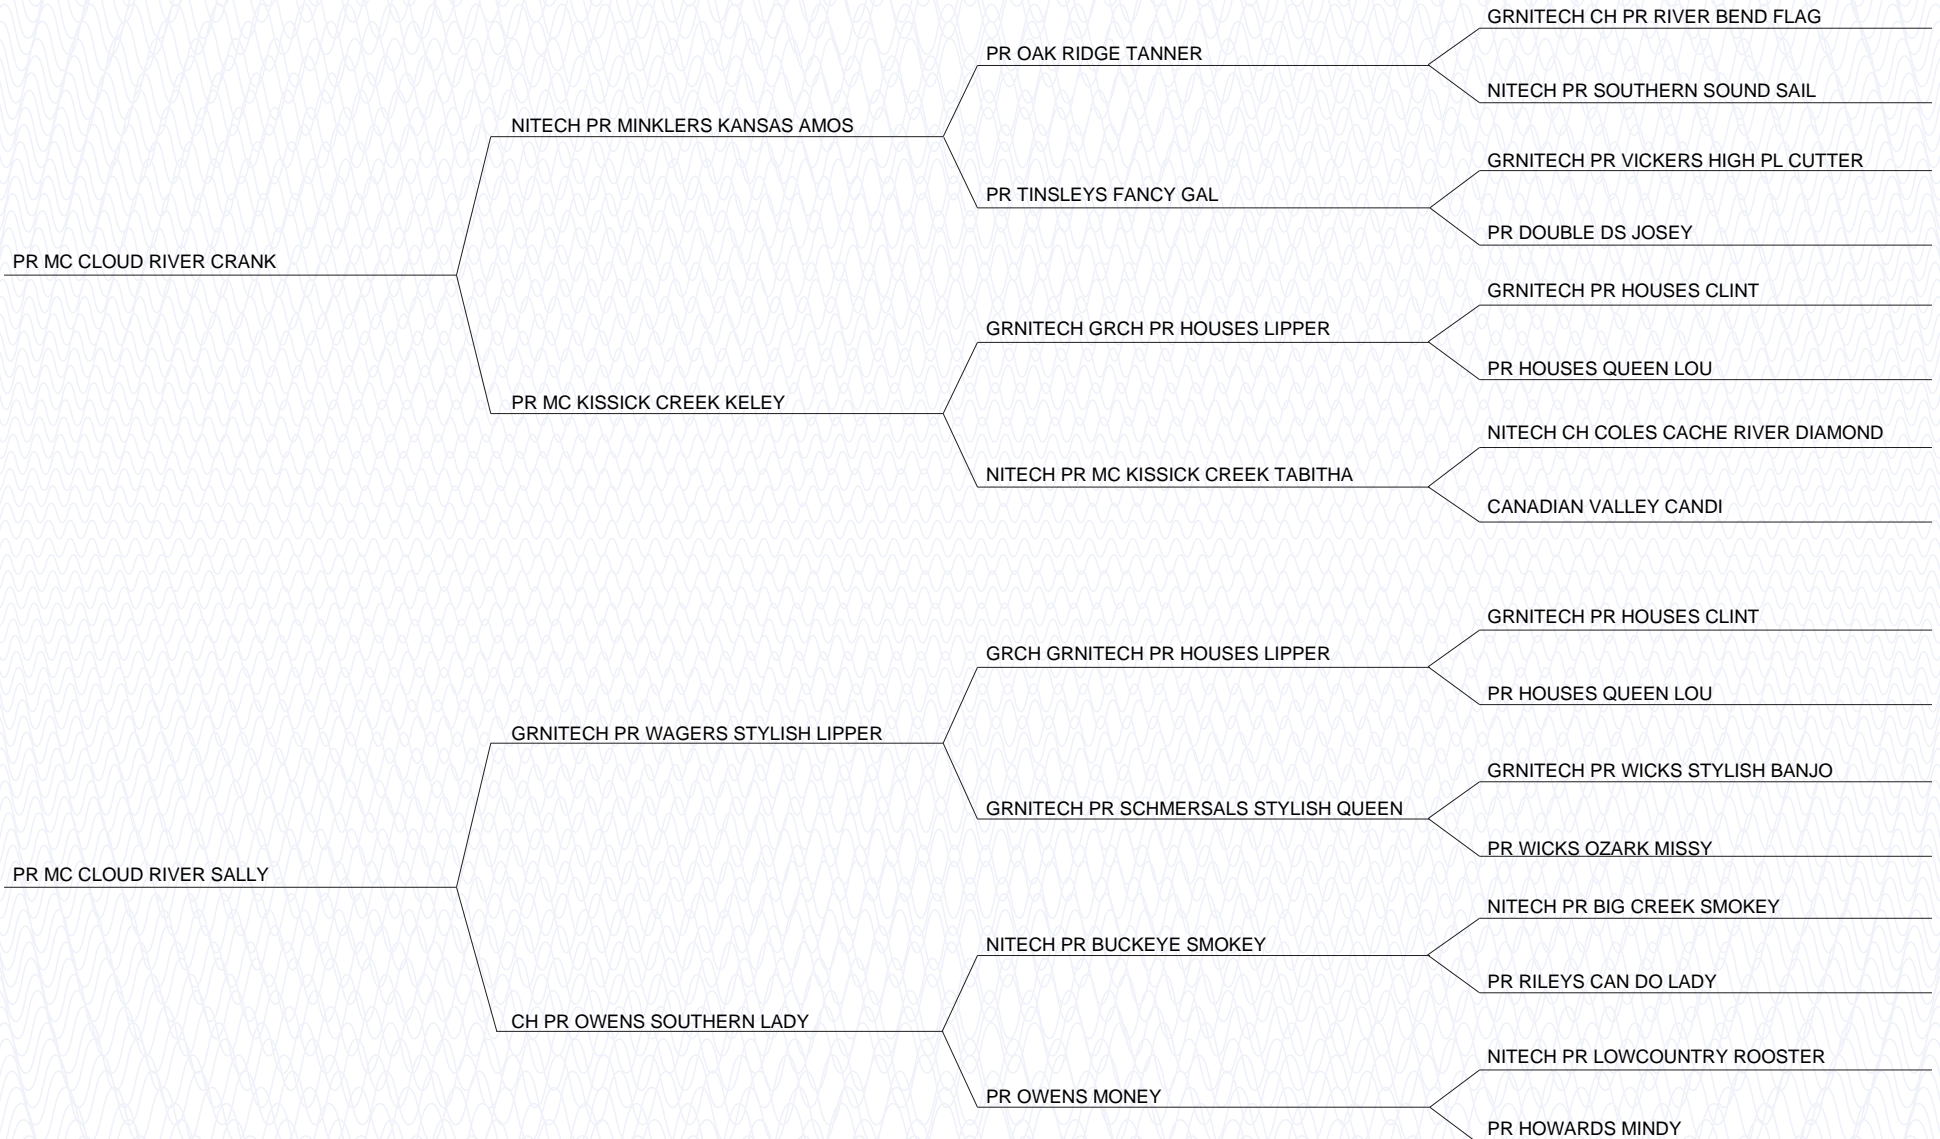 GRNITECH CH PR RIVER BEND FLAG
PR OAK RIDGE TANNER
NITECH PR SOUTHERN SOUND SAIL
NITECH PR MINKLERS KANSAS AMOS
GRNITECH PR VICKERS HIGH PL CUTTER
PR TINSLEYS FANCY GAL
PR DOUBLE DS JOSEY
PR MC CLOUD RIVER CRANK
GRNITECH PR HOUSES CLINT
GRNITECH GRCH PR HOUSES LIPPER
PR HOUSES QUEEN LOU
PR MC KISSICK CREEK KELEY
NITECH CH COLES CACHE RIVER DIAMOND
NITECH PR MC KISSICK CREEK TABITHA
CANADIAN VALLEY CANDI
GRNITECH PR HOUSES CLINT
GRCH GRNITECH PR HOUSES LIPPER
PR HOUSES QUEEN LOU
GRNITECH PR WAGERS STYLISH LIPPER
GRNITECH PR WICKS STYLISH BANJO
GRNITECH PR SCHMERSALS STYLISH QUEEN
PR WICKS OZARK MISSY
PR MC CLOUD RIVER SALLY
NITECH PR BIG CREEK SMOKEY
NITECH PR BUCKEYE SMOKEY
PR RILEYS CAN DO LADY
CH PR OWENS SOUTHERN LADY
NITECH PR LOWCOUNTRY ROOSTER
PR OWENS MONEY
PR HOWARDS MINDY